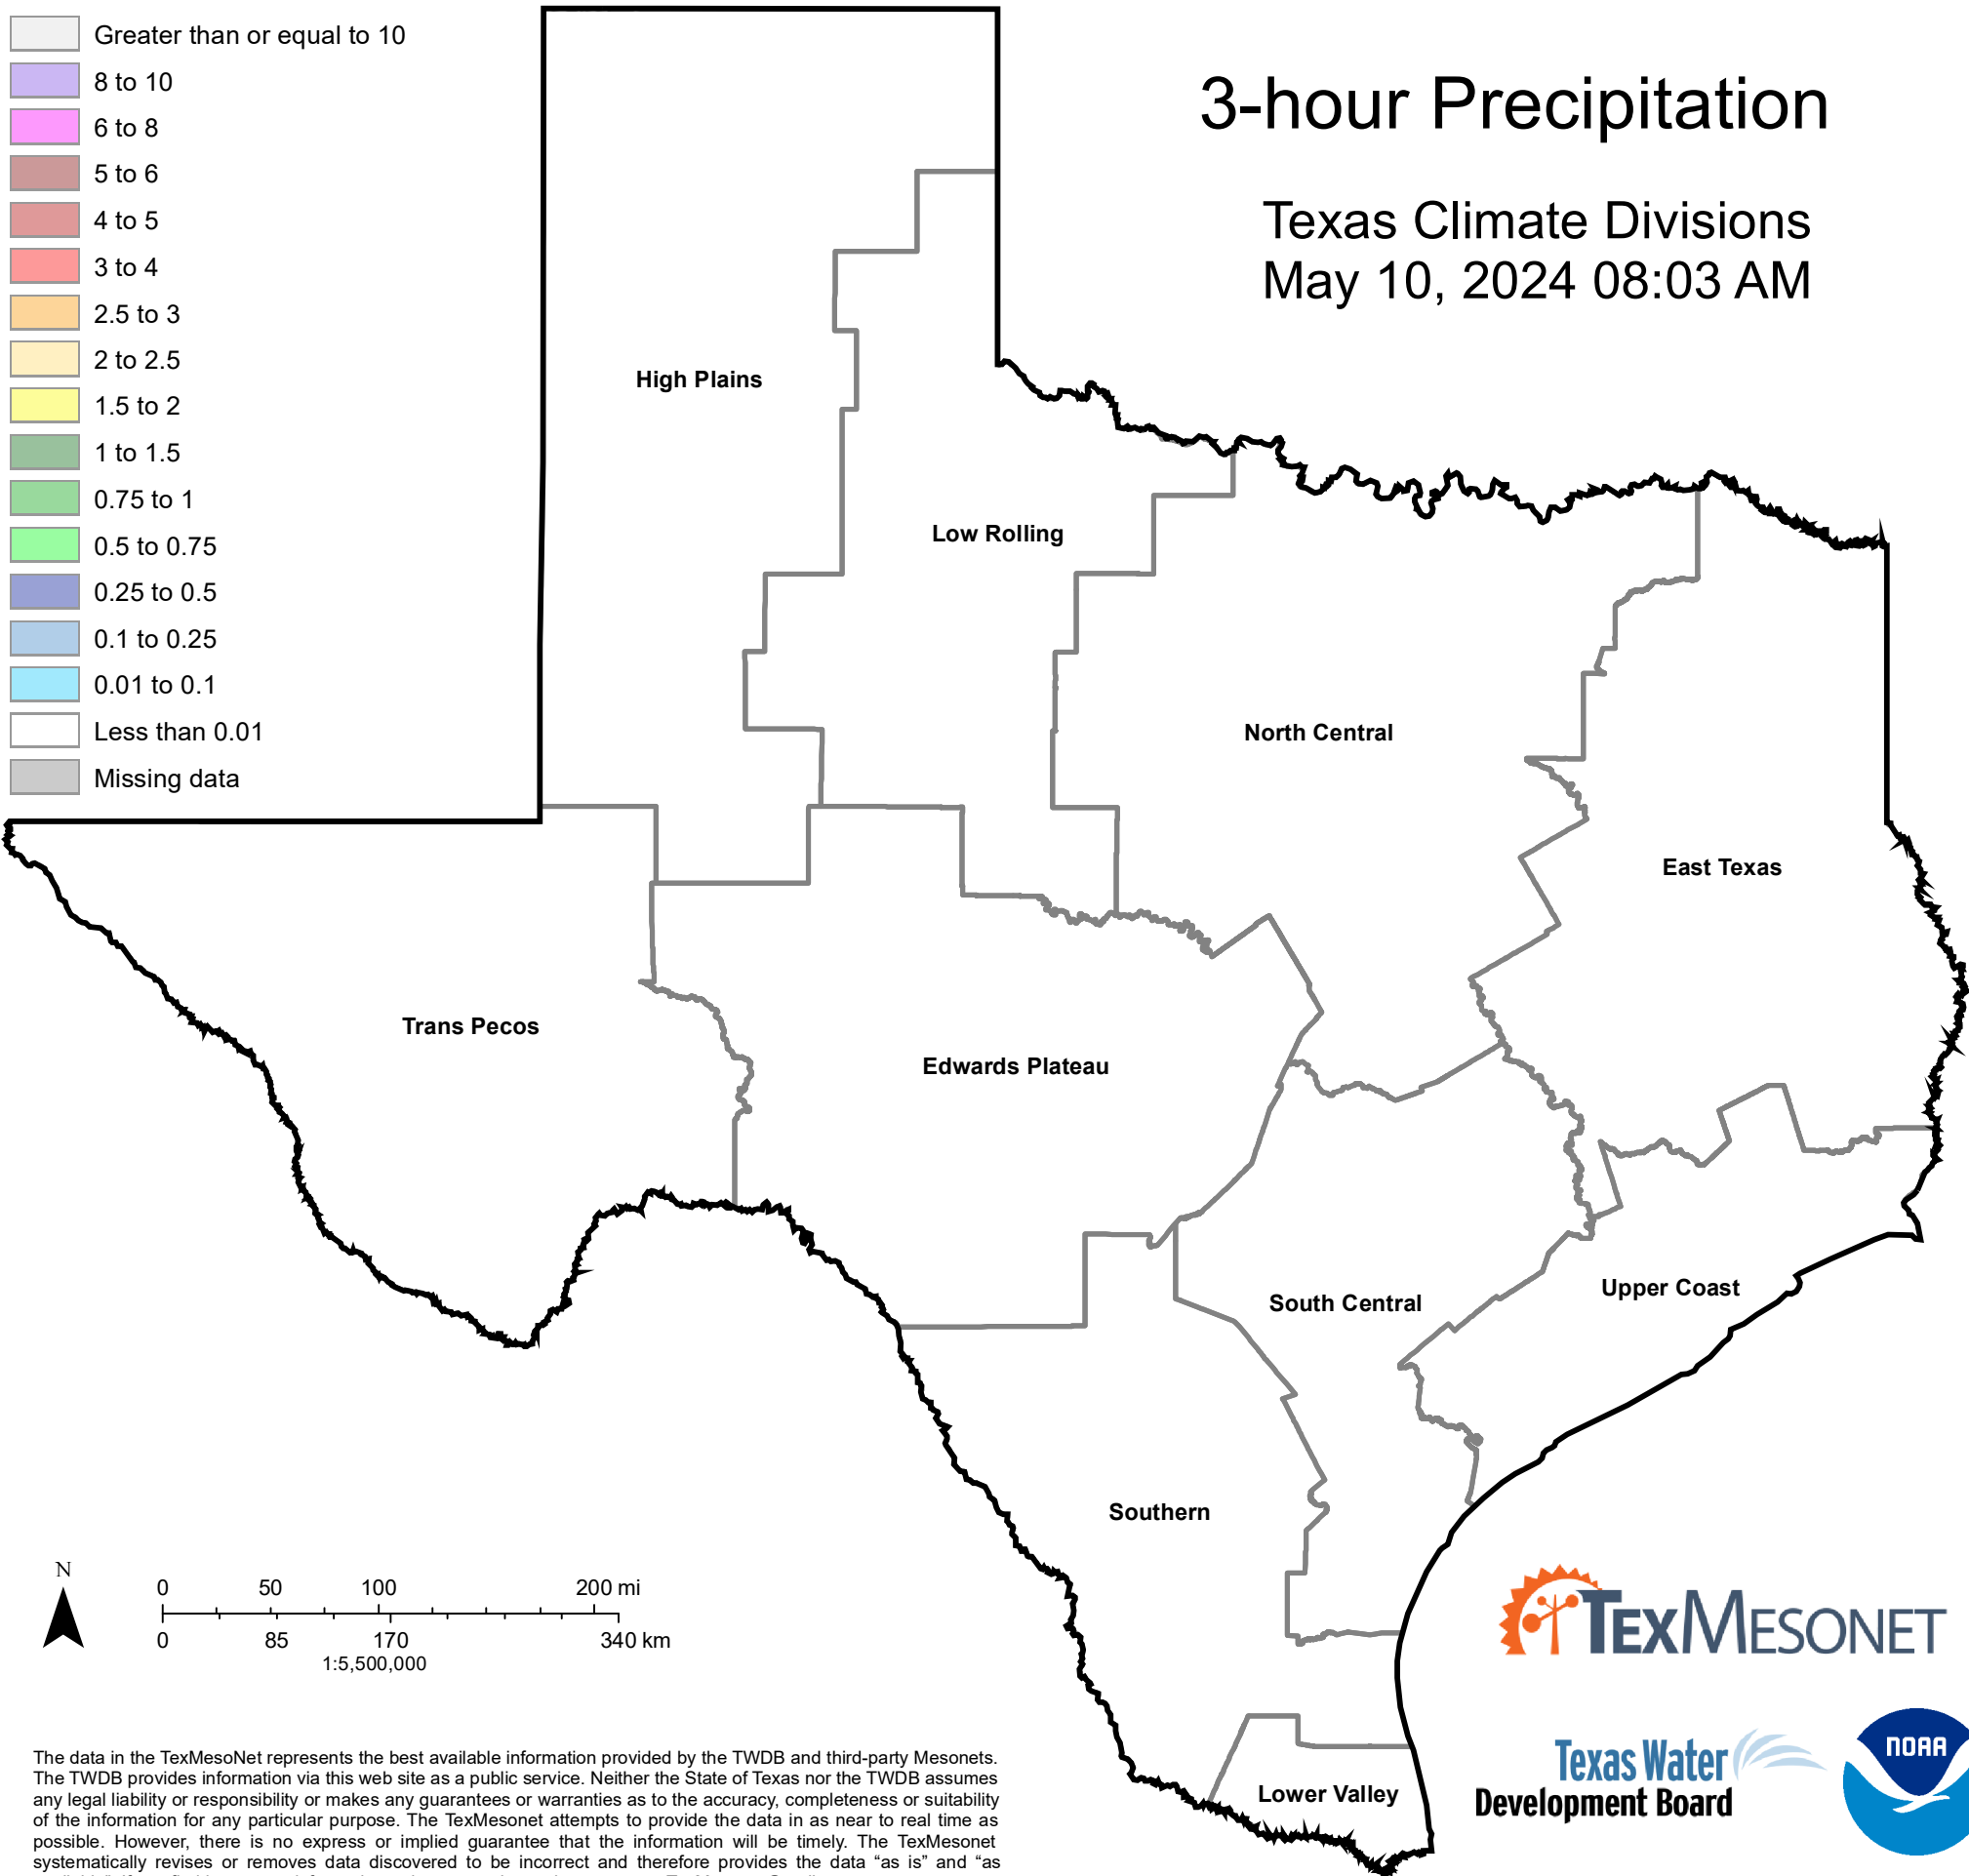 Greater than or equal to 10
8 to 10
6 to 8
5 to 6
4 to 5
3 to 4
2.5 to 3
2 to 2.5
1.5 to 2
1 to 1.5
0.75 to 1
0.5 to 0.75
0.25 to 0.5
0.1 to 0.25
0.01 to 0.1
Less than 0.01
Missing data
3-hour Precipitation
Texas Climate Divisions
May 10, 2024 08:03 AM
High Plains
Low Rolling
North Central
East Texas
Trans Pecos
Edwards Plateau
South Central
Upper Coast
Southern
Lower Valley
N
0 50 100 200 mi
0 85 170 340 km
1:5,500,000
TEXMESONET
Texas Water
Development Board
NOAA
The data in the TexMesoNet represents the best available information provided by the TWDB and third-party Mesonets.
The TWDB provides information via this web site as a public service. Neither the State of Texas nor the TWDB assumes
any legal liability or responsibility or makes any guarantees or warranties as to the accuracy, completeness or suitability
of the information for any particular purpose. The TexMesonet attempts to provide the data in as near to real time as
possible. However, there is no express or implied guarantee that the information will be timely. The TexMesonet
systematically revises or removes data discovered to be incorrect and therefore provides the data “as is” and “as